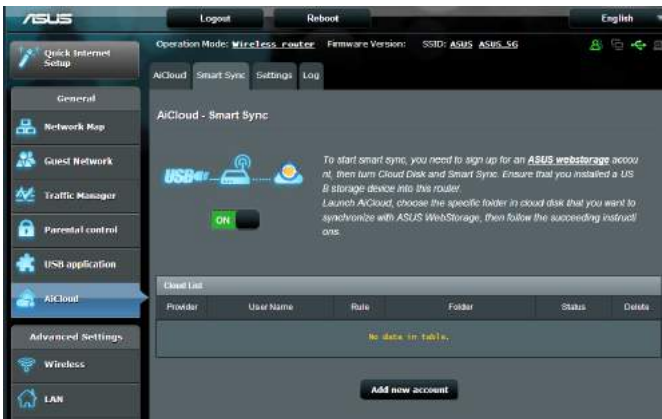 ASUS
Logout
Reboot
English
Quick Internet Setup
Operation Mode: Wireless router Firmware Version: SSID: ASUS ASUS_5G
AiCloud Smart Sync Settings Log
General
Network Map
Guest Network
Traffic Manager
Parental control
USB application
AiCloud
Advanced Settings
Wireless
LAN
AiCloud - Smart Sync
USB
ON
To start smart sync, you need to sign up for an ASUS webstorage accou
nt, then turn Cloud Disk and Smart Sync. Ensure that you installed a US
B storage device into this router.
Launch AiCloud, choose the specific folder in cloud disk that you want to
synchronize with ASUS WebStorage, then follow the succeeding instructi
ons.
Cloud List
Provider User Name Rule Folder Status Delete
No data in table.
Add new account